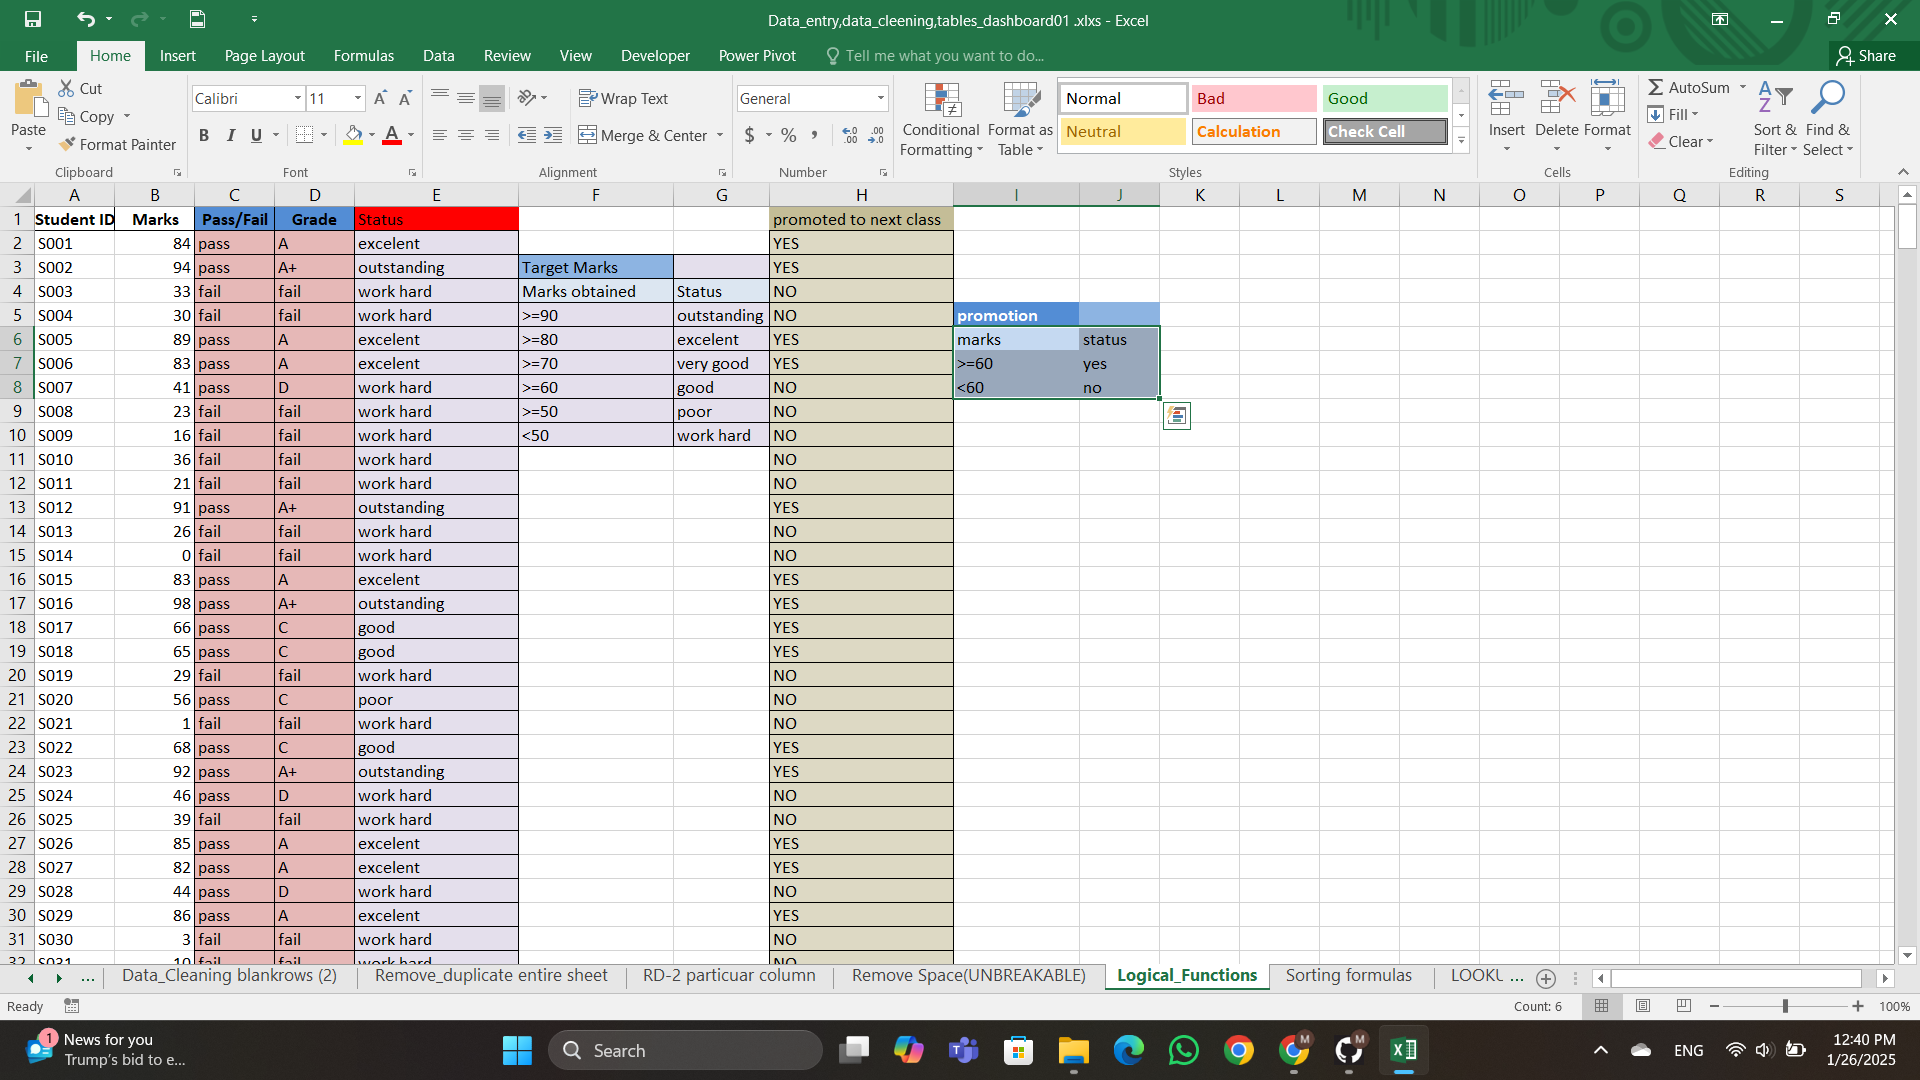 Data_entry,data_cleening,tables_dashboard01 .xlxs - Excel
File Home Insert Page Layout Formulas Data Review View Developer Power Pivot Tell me what you want to do... Share
Paste Cut Copy Format Painter Clipboard
Calibri 11 B I U A Font
Wrap Text Merge & Center Alignment
General $ % , Number
Conditional Formatting Format as Table
Normal Bad Good
Neutral Calculation Check Cell
Styles
Insert Delete Format Cells
AutoSum Fill Clear Sort & Filter Find & Select Editing
A B C D E F G H I J K L M N O P Q R S
1 Student ID Marks Pass/Fail Grade Status promoted to next class
2 S001 84 pass A excelent YES
3 S002 94 pass A+ outstanding Target Marks YES
4 S003 33 fail fail work hard Marks obtained Status NO
5 S004 30 fail fail work hard >=90 outstanding NO promotion
6 S005 89 pass A excelent >=80 excelent YES marks status
7 S006 83 pass A excelent >=70 very good YES >=60 yes
8 S007 41 pass D work hard >=60 good NO <60 no
9 S008 23 fail fail work hard >=50 poor NO
10 S009 16 fail fail work hard <50 work hard NO
11 S010 36 fail fail work hard NO
12 S011 21 fail fail work hard NO
13 S012 91 pass A+ outstanding YES
14 S013 26 fail fail work hard NO
15 S014 0 fail fail work hard NO
16 S015 83 pass A excelent YES
17 S016 98 pass A+ outstanding YES
18 S017 66 pass C good YES
19 S018 65 pass C good YES
20 S019 29 fail fail work hard NO
21 S020 56 pass C poor NO
22 S021 1 fail fail work hard NO
23 S022 68 pass C good YES
24 S023 92 pass A+ outstanding YES
25 S024 46 pass D work hard NO
26 S025 39 fail fail work hard NO
27 S026 85 pass A excelent YES
28 S027 82 pass A excelent YES
29 S028 44 pass D work hard NO
30 S029 86 pass A excelent YES
31 S030 3 fail fail work hard NO
32 S031 10 fail fail work hard NO
... Data_Cleaning blankrows (2) Remove_duplicate entire sheet RD-2 particuar column Remove Space(UNBREAKABLE) Logical_Functions Sorting formulas LOOKU ...
Ready Count: 6 100%
1 News for you
Trump's bid to e...
Search
ENG
12:40 PM
1/26/2025